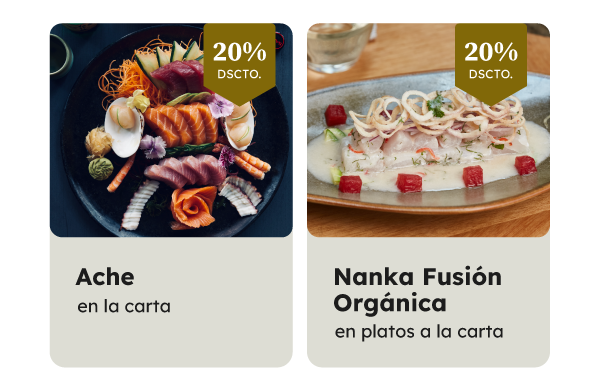 20%
DSCTO.
Ache
en la carta
20%
DSCTO.
Nanka Fusión
Orgánica
en platos a la carta